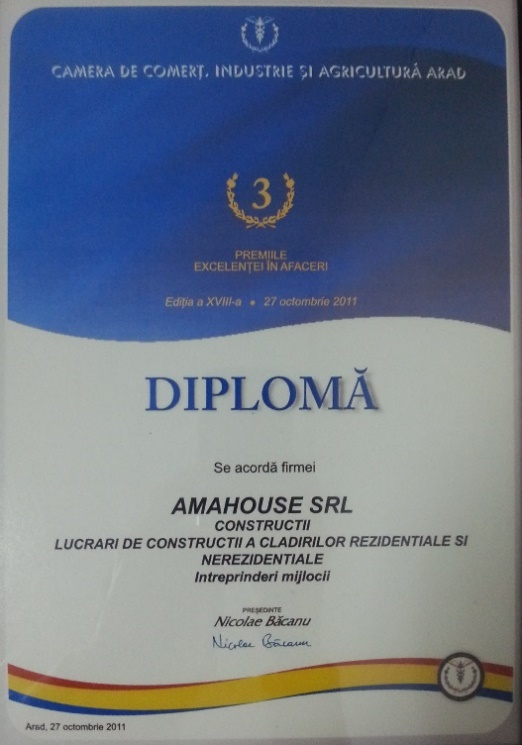 CAMERA DE COMERȚ, INDUSTRIE ȘI AGRICULTURĂ ARAD
3
PREMIILE
EXCELENȚEI ÎN AFACERI
Ediția a XVIII-a • 27 octombrie 2011
DIPLOMĂ
Se acordă firmei
AMAHOUSE SRL
CONSTRUCTII
LUCRARI DE CONSTRUCTII A CLADIRILOR REZIDENTIALE SI
NEREZIDENTIALE
Intreprinderi mijlocii
PREȘEDINTE
Nicolae Băcanu
Nicolae Băcanu
Arad, 27 octombrie 2011